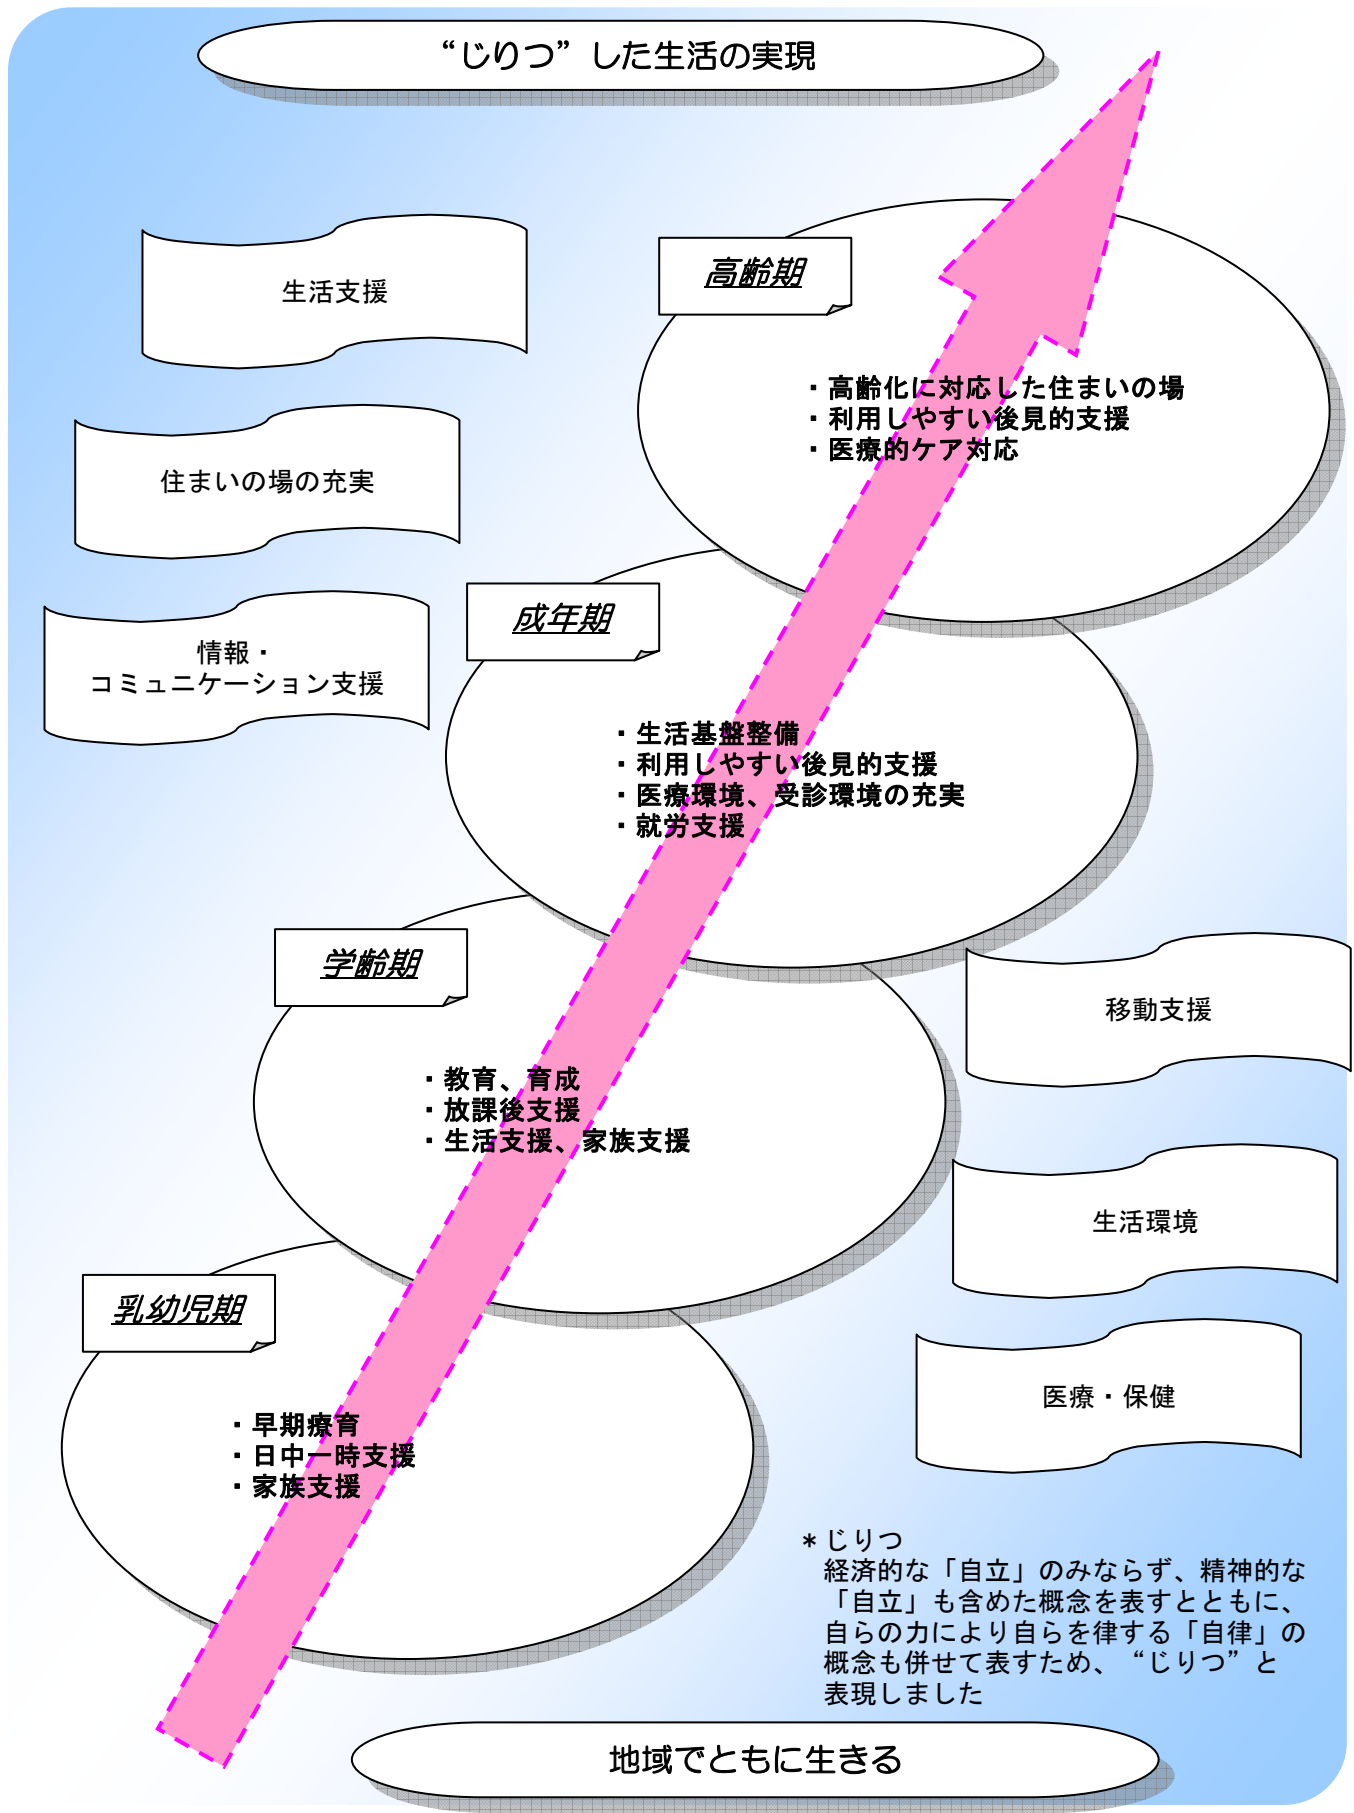 “じりつ”した生活の実現
生活支援
高齢期
・高齢化に対応した住まいの場
・利用しやすい後見的支援
・医療的ケア対応
住まいの場の充実
情報・
コミュニケーション支援
成年期
・生活基盤整備
・利用しやすい後見的支援
・医療環境、受診環境の充実
・就労支援
学齢期
・教育、育成
・放課後支援
・生活支援、家族支援
移動支援
生活環境
医療・保健
乳幼児期
・早期療育
・日中一時支援
・家族支援
＊じりつ
経済的な「自立」のみならず、精神的な
「自立」も含めた概念を表すとともに、
自らの力により自らを律する「自律」の
概念も併せて表すため、“じりつ”と
表現しました
地域でともに生きる